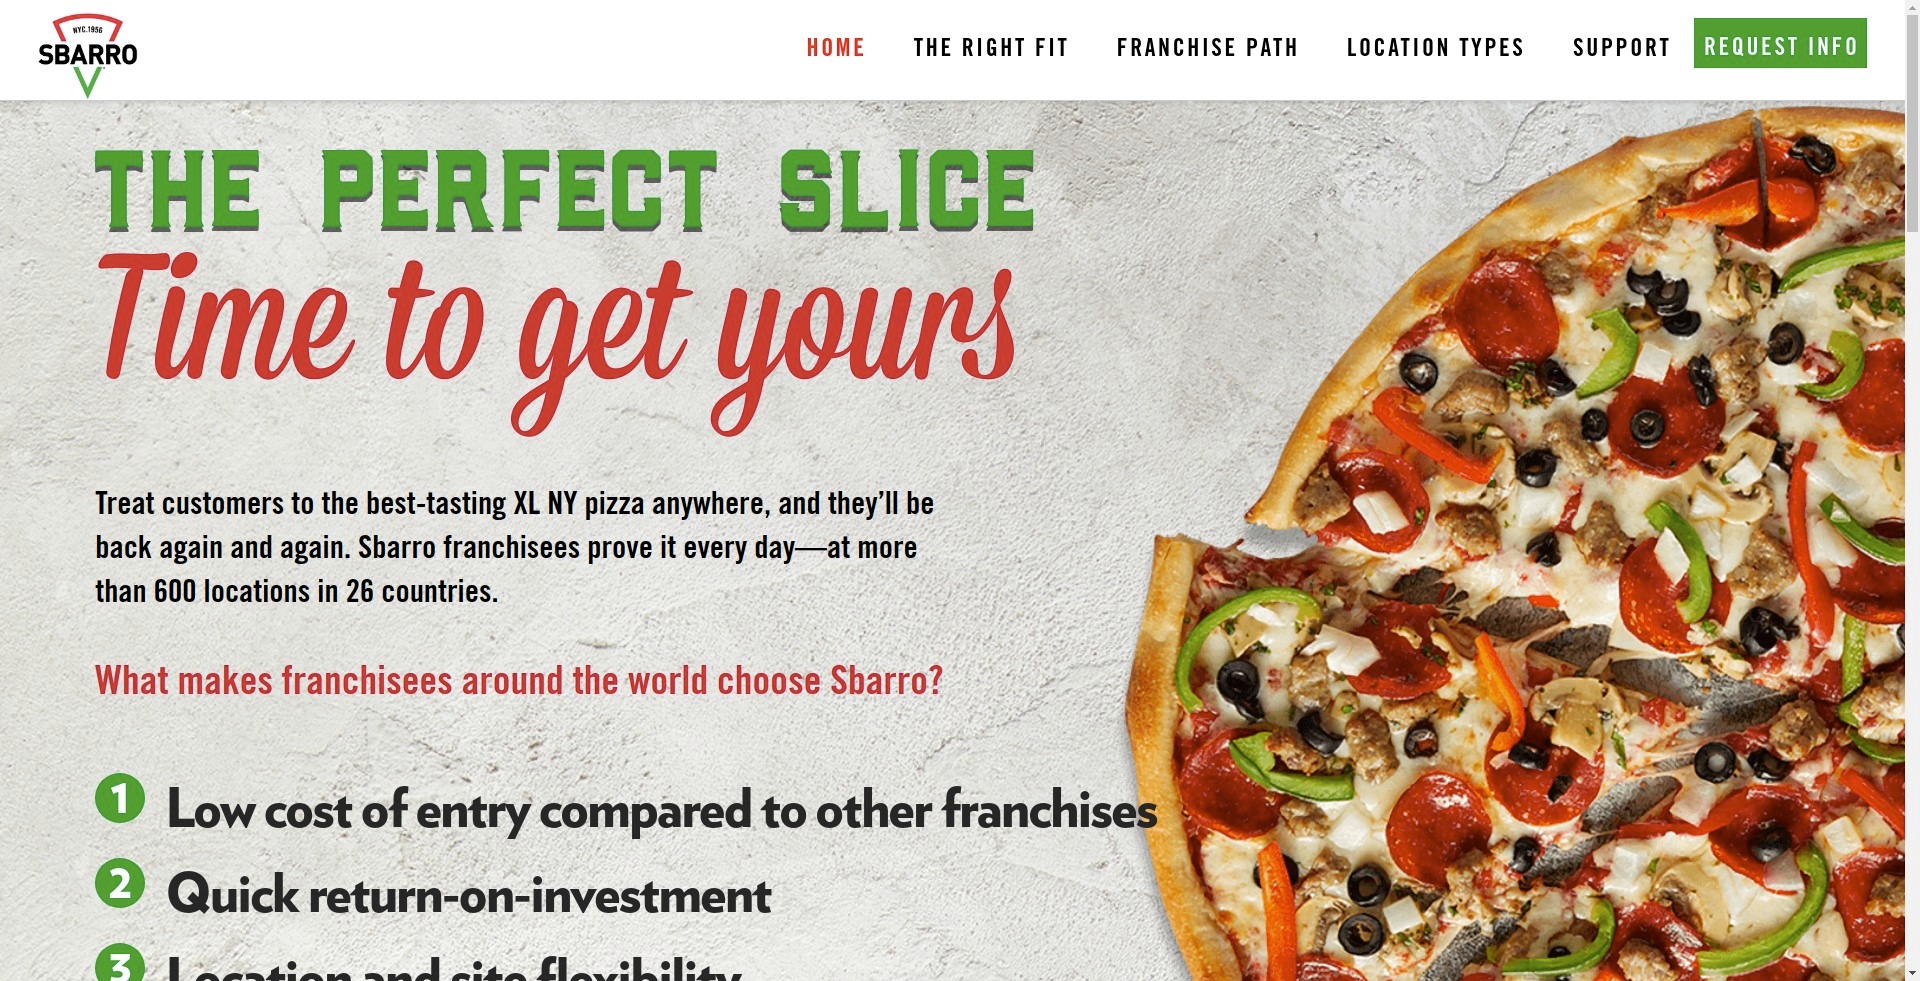 NYC.1956
SBARRO
HOME
THE RIGHT FIT
FRANCHISE PATH
LOCATION TYPES
SUPPORT
REQUEST INFO
THE PERFECT SLICE
Time to get yours
Treat customers to the best-tasting XL NY pizza anywhere, and they’ll be
back again and again. Sbarro franchisees prove it every day—at more
than 600 locations in 26 countries.
What makes franchisees around the world choose Sbarro?
1 Low cost of entry compared to other franchises
2 Quick return-on-investment
3 Location and site flexibility